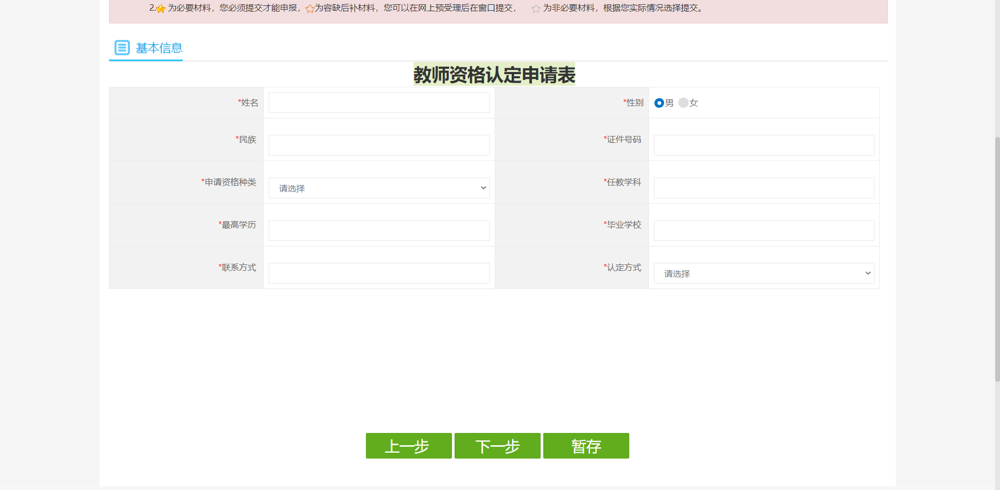 2.为必要材料，您必须提交才能申报，为容缺后补材料，您可以在网上预受理后在窗口提交， 为非必要材料，根据您实际情况选择提交。
基本信息
教师资格认定申请表
*姓名
*性别 男 女
*民族
*证件号码
*申请资格种类 请选择
*任教学科
*最高学历
*毕业学校
*联系方式
*认定方式 请选择
上一步 下一步 暂存